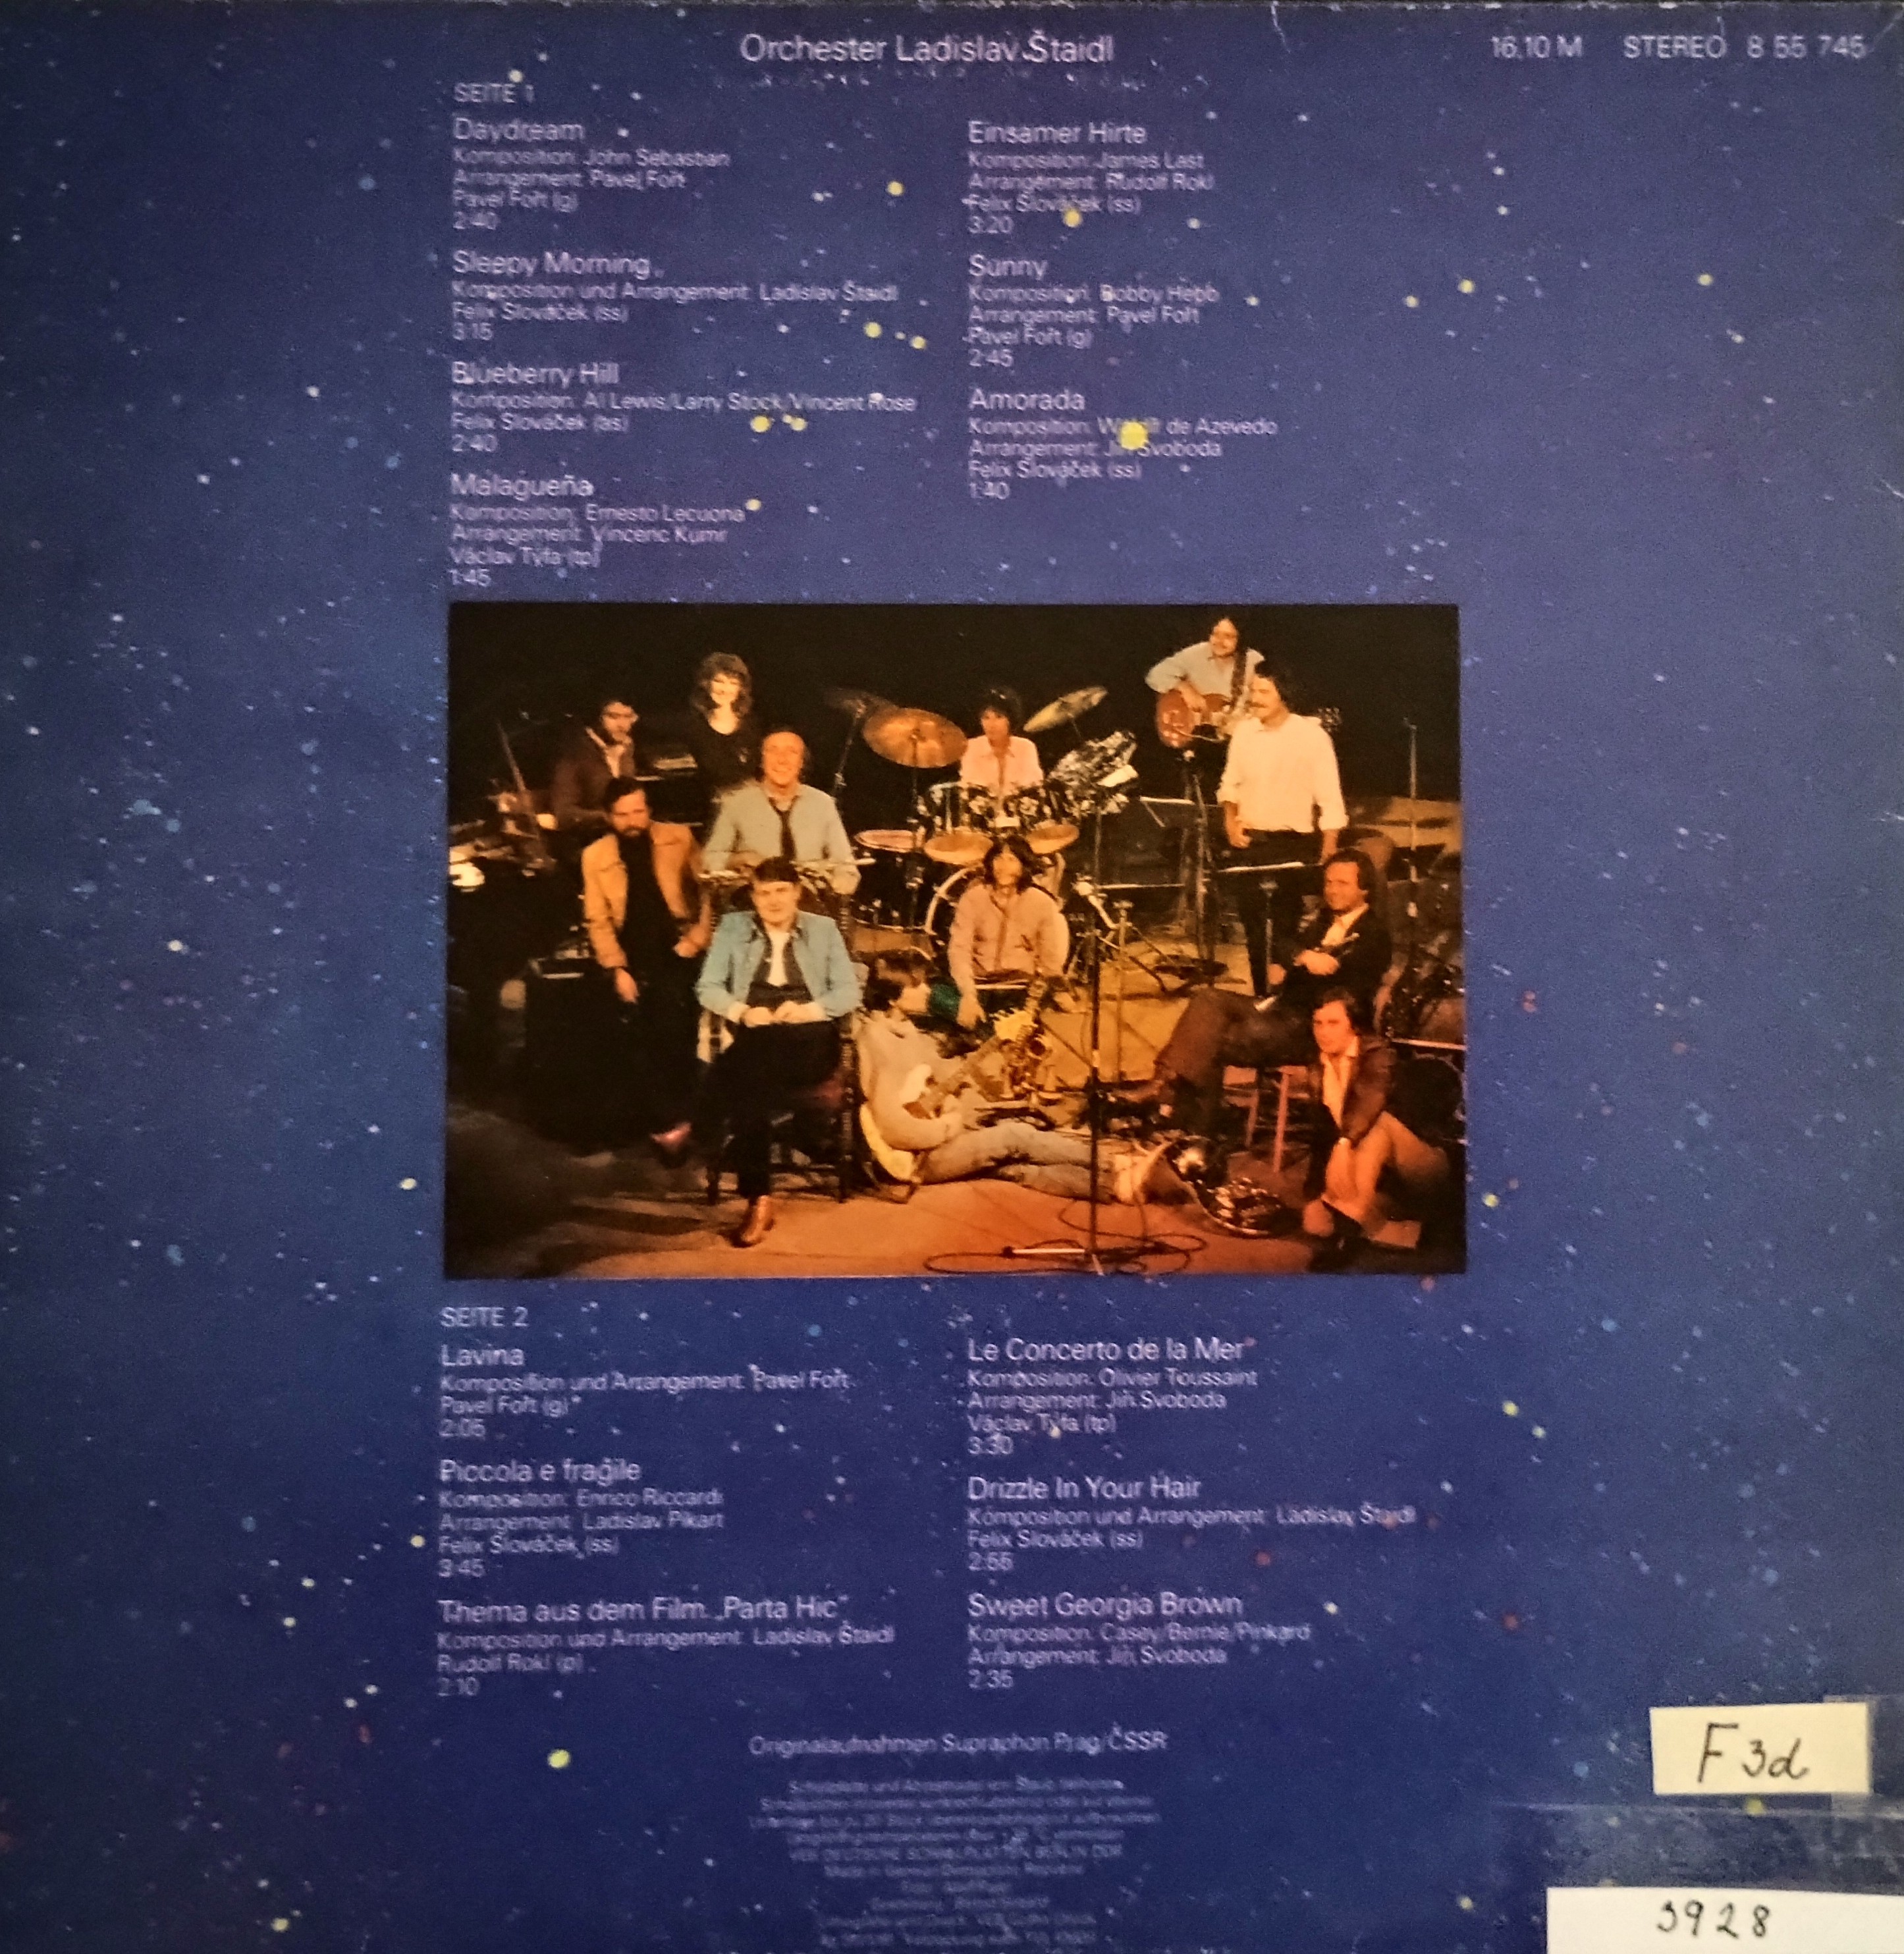 Orchester Ladislav Štaidl
16,10 M STEREO 8 55 745
SEITE 1
Daydream
Komposition: John Sebastian
Arrangement: Pavel Fořt
Pavel Fořt (g)
2:40
Sleepy Morning
Komposition und Arrangement: Ladislav Štaidl
Felix Slováček (ss)
3:15
Blueberry Hill
Komposition: Al Lewis/Larry Stock/Vincent Rose
Felix Slováček (as)
2:40
Malagueña
Komposition: Ernesto Lecuona
Arrangement: Vincenc Kumr
Václav Týfa (tp)
1:45
Einsamer Hirte
Komposition: James Last
Arrangement: Rudolf Rokl
Felix Slováček (ss)
3:20
Sunny
Komposition: Bobby Hebb
Arrangement: Pavel Fořt
Pavel Fořt (g)
2:45
Amorada
Komposition: de Azevedo
Arrangement: Jiří Svoboda
Felix Slováček (ss)
1:40
SEITE 2
Lavina
Komposition und Arrangement: Pavel Fořt
Pavel Fořt (g)
2:05
Piccola e fragile
Komposition: Enrico Riccardi
Arrangement: Ladislav Pikart
Felix Slováček (ss)
3:45
Thema aus dem Film „Parta Hic“
Komposition und Arrangement: Ladislav Štaidl
Rudolf Rokl (p)
2:10
Le Concerto de la Mer
Komposition: Olivier Toussaint
Arrangement: Jiří Svoboda
Václav Týfa (tp)
3:30
Drizzle In Your Hair
Komposition und Arrangement: Ladislav Štaidl
Felix Slováček (ss)
2:55
Sweet Georgia Brown
Komposition: Casey/Bernie/Pinkard
Arrangement: Jiří Svoboda
2:35
Originalaufnahmen Supraphon Prag/ČSSR
VEB DEUTSCHE SCHALLPLATTEN BERLIN DDR
F 3d
3928